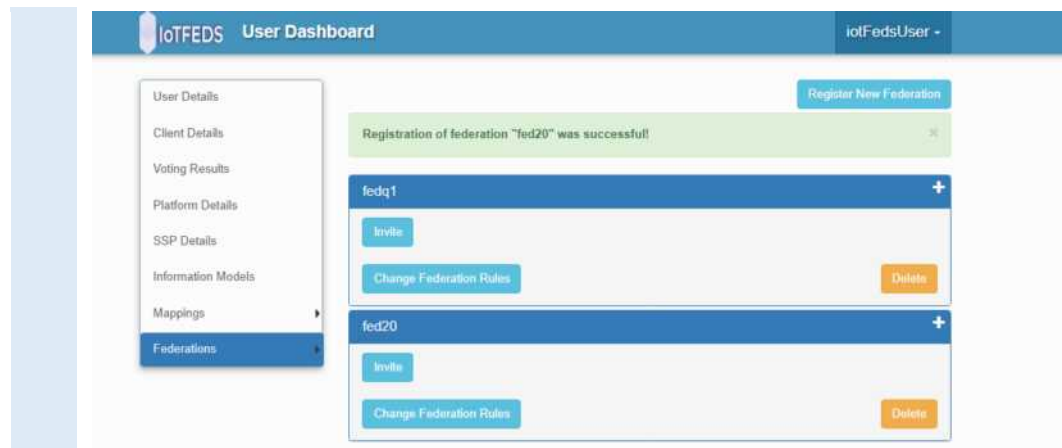 IoTFEDS User Dashboard iotFedsUser
User Details
Register New Federation
Client Details
Registration of federation "fed20" was successful! ×
Voting Results
Platform Details
fedq1 +
SSP Details
Invite
Information Models
Change Federation Rules Delete
Mappings
Federations
fed20 +
Invite
Change Federation Rules Delete